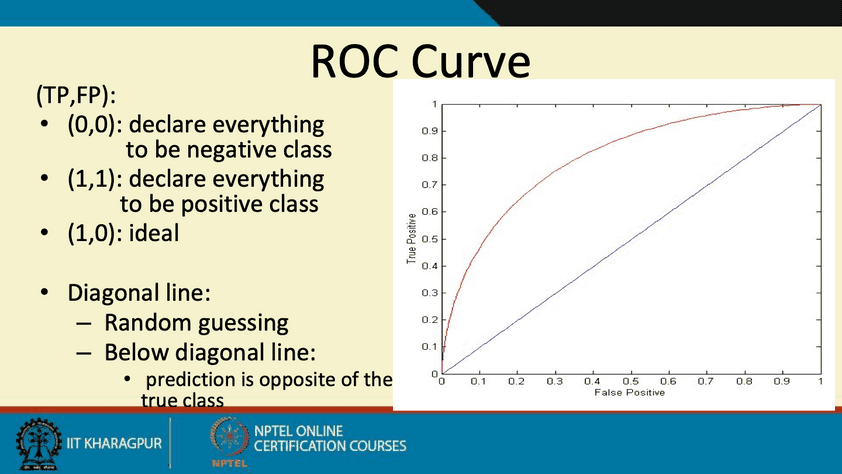 ROC Curve
(TP,FP):
• (0,0): declare everything
to be negative class
• (1,1): declare everything
to be positive class
• (1,0): ideal
• Diagonal line:
– Random guessing
– Below diagonal line:
• prediction is opposite of the
true class
True Positive
1
0.9
0.8
0.7
0.6
0.5
0.4
0.3
0.2
0.1
0
0 0.1 0.2 0.3 0.4 0.5 0.6 0.7 0.8 0.9 1
False Positive
IIT KHARAGPUR
NPTEL
NPTEL ONLINE
CERTIFICATION COURSES